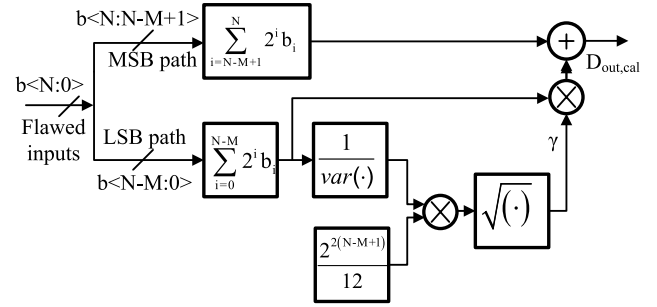 b<N:N-M+1>
MSB path
N
∑ 2^i b_i
i=N-M+1
+
D_out,cal
b<N:0>
Flawed
inputs
LSB path
b<N-M:0>
N-M
∑ 2^i b_i
i=0
1
var(·)
×
γ
×
√(·)
2^2(N-M+1)
12